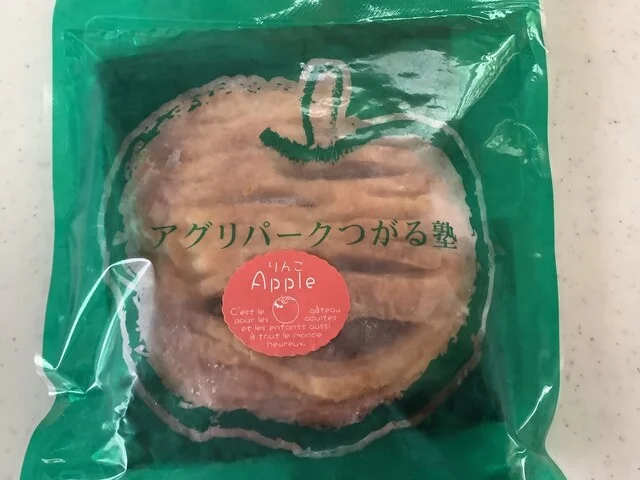 アグリパークつがる塾
りんご
Apple
C'est le gâteau
pour les adultes
et les enfants aussi
à tout le monde
heureux.